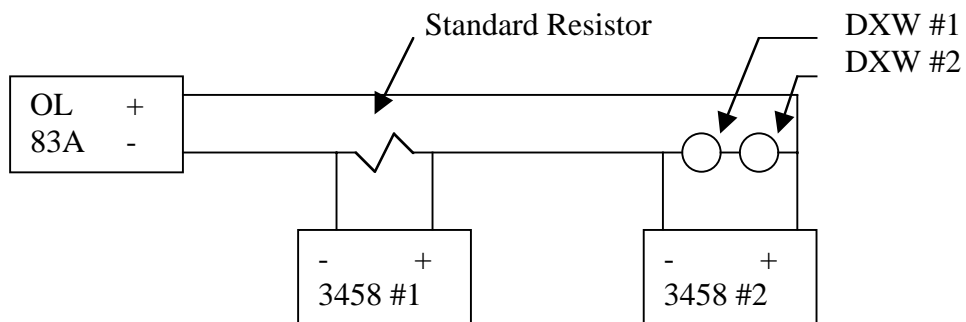 Standard Resistor
DXW #1
DXW #2
OL +
83A -
- +
3458 #1
- +
3458 #2